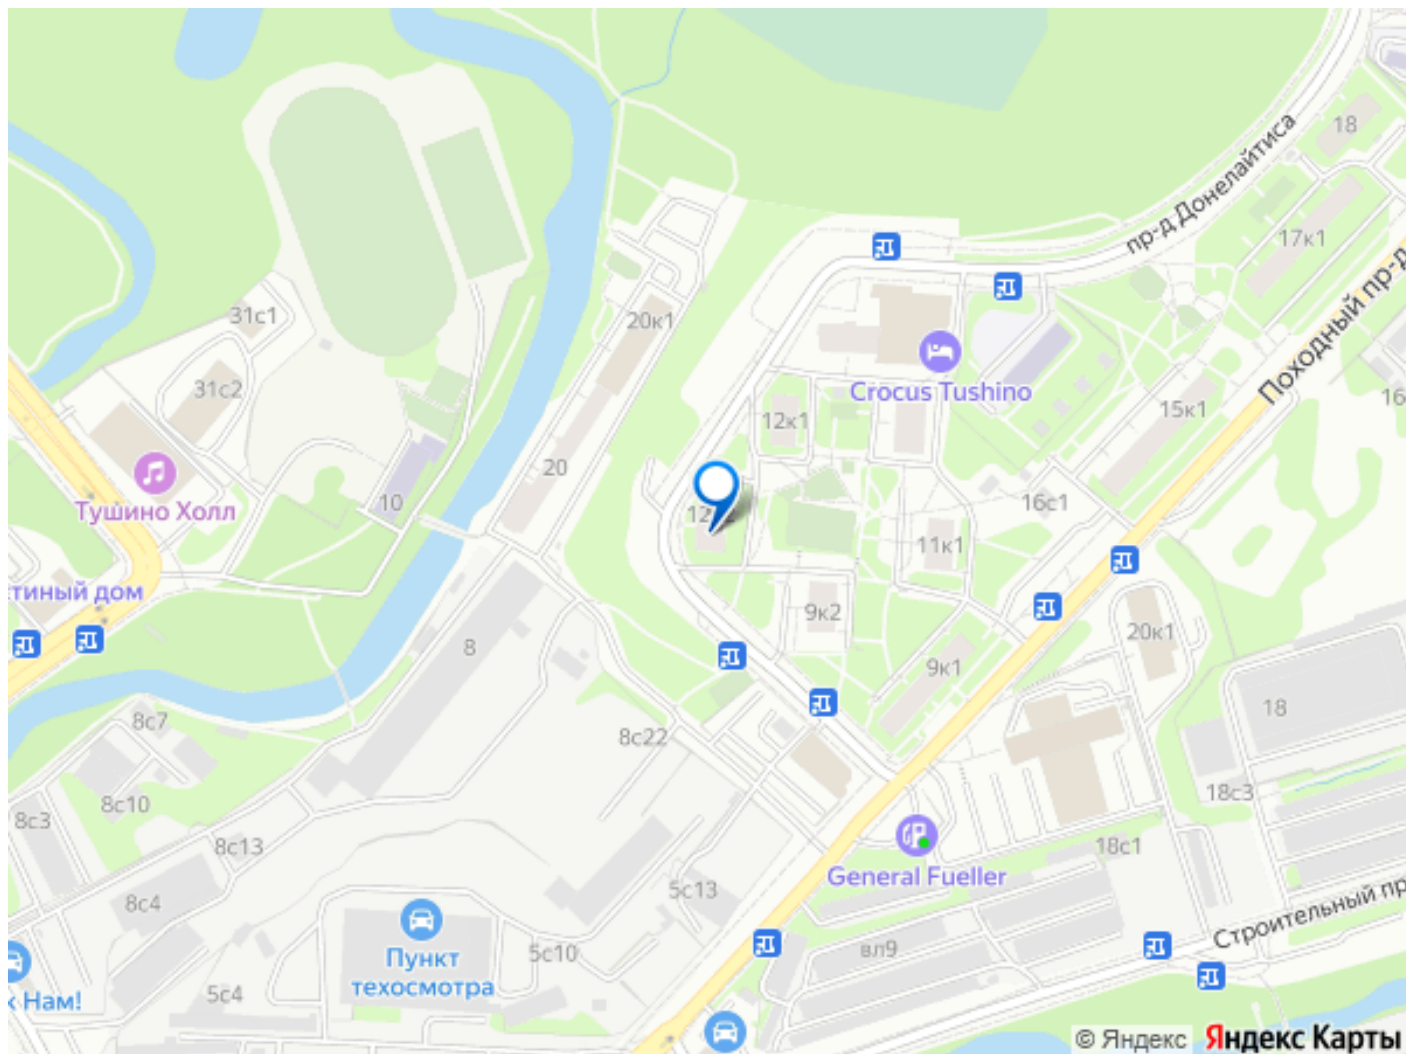 18
пр-д Донелайтиса
17к1
Походный пр-д
31с1
20к1
31с2
Crocus Tushino
16
12к1
15к1
20
Тушино Холл
10
16с1
11к1
стиный дом
9к2
20к1
8
9к1
18
8с7
8с22
8с10
18с3
8с3
8с13
18с1
General Fueller
5с13
8с4
Строительный пр
вл9
Пункт
техосмотра
5с10
к Нам!
5с4
© Яндекс
Яндекс Карты